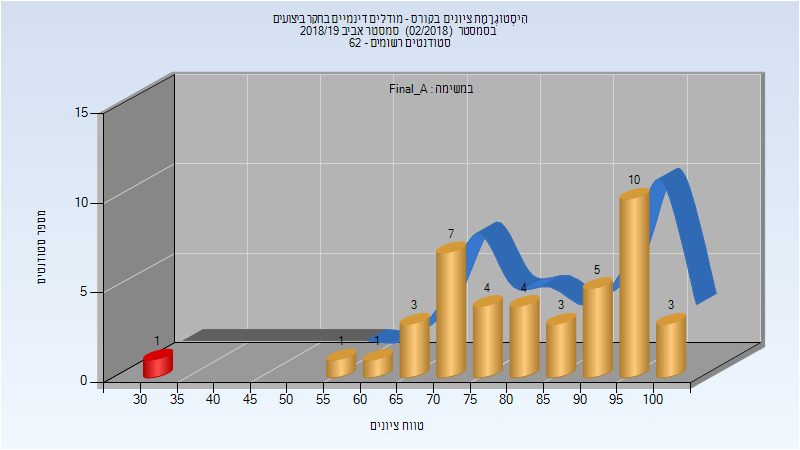 היסטוגרמת ציונים בקורס - מודלים דינמיים בחקר ביצועים
בסמסטר (02/2018) סמסטר אביב 2018/19
סטודנטים רשומים - 62
במשימה : Final_A
15
10
5
0
מספר סטודנטים
1
1
1
3
7
4
4
3
5
10
3
30 35 40 45 50 55 60 65 70 75 80 85 90 95 100
טווח ציונים